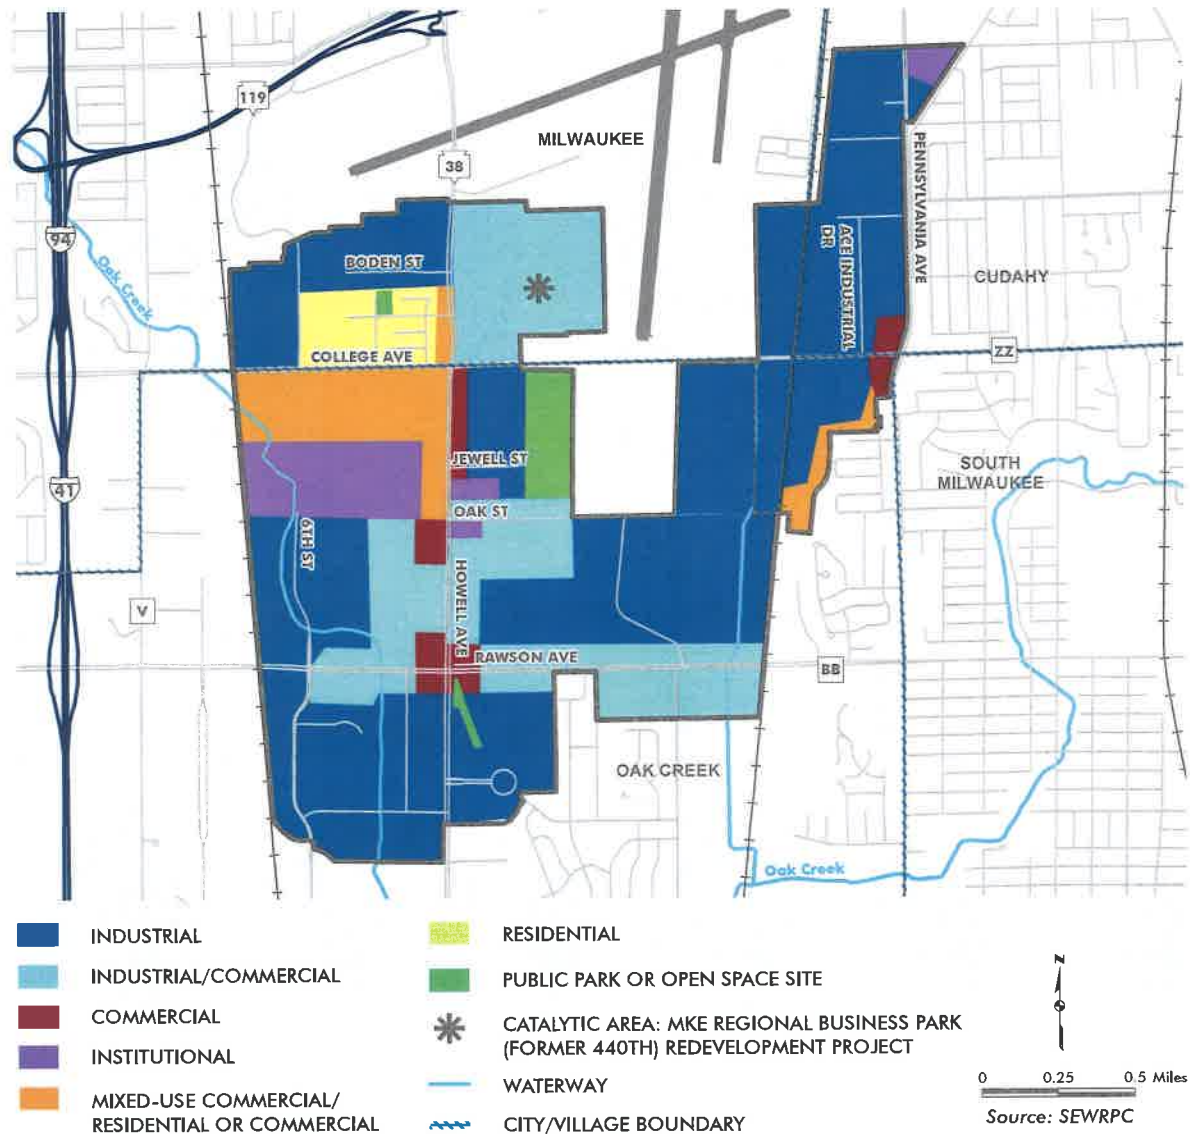 119
MILWAUKEE
38
PENNSYLVANIA AVE
94
ACE INDUSTRIAL
DR
BODEN ST
Oak Creek
CUDAHY
COLLEGE AVE
ZZ
JEWELL ST
SOUTH
MILWAUKEE
41
OAK ST
6TH ST
HOWELL AVE
V
RAWSON AVE
BB
OAK CREEK
Oak Creek
INDUSTRIAL
INDUSTRIAL/COMMERCIAL
COMMERCIAL
INSTITUTIONAL
MIXED-USE COMMERCIAL/
RESIDENTIAL OR COMMERCIAL
RESIDENTIAL
PUBLIC PARK OR OPEN SPACE SITE
CATALYTIC AREA: MKE REGIONAL BUSINESS PARK
(FORMER 440TH) REDEVELOPMENT PROJECT
WATERWAY
CITY/VILLAGE BOUNDARY
N
0 0.25 0.5 Miles
Source: SEWRPC